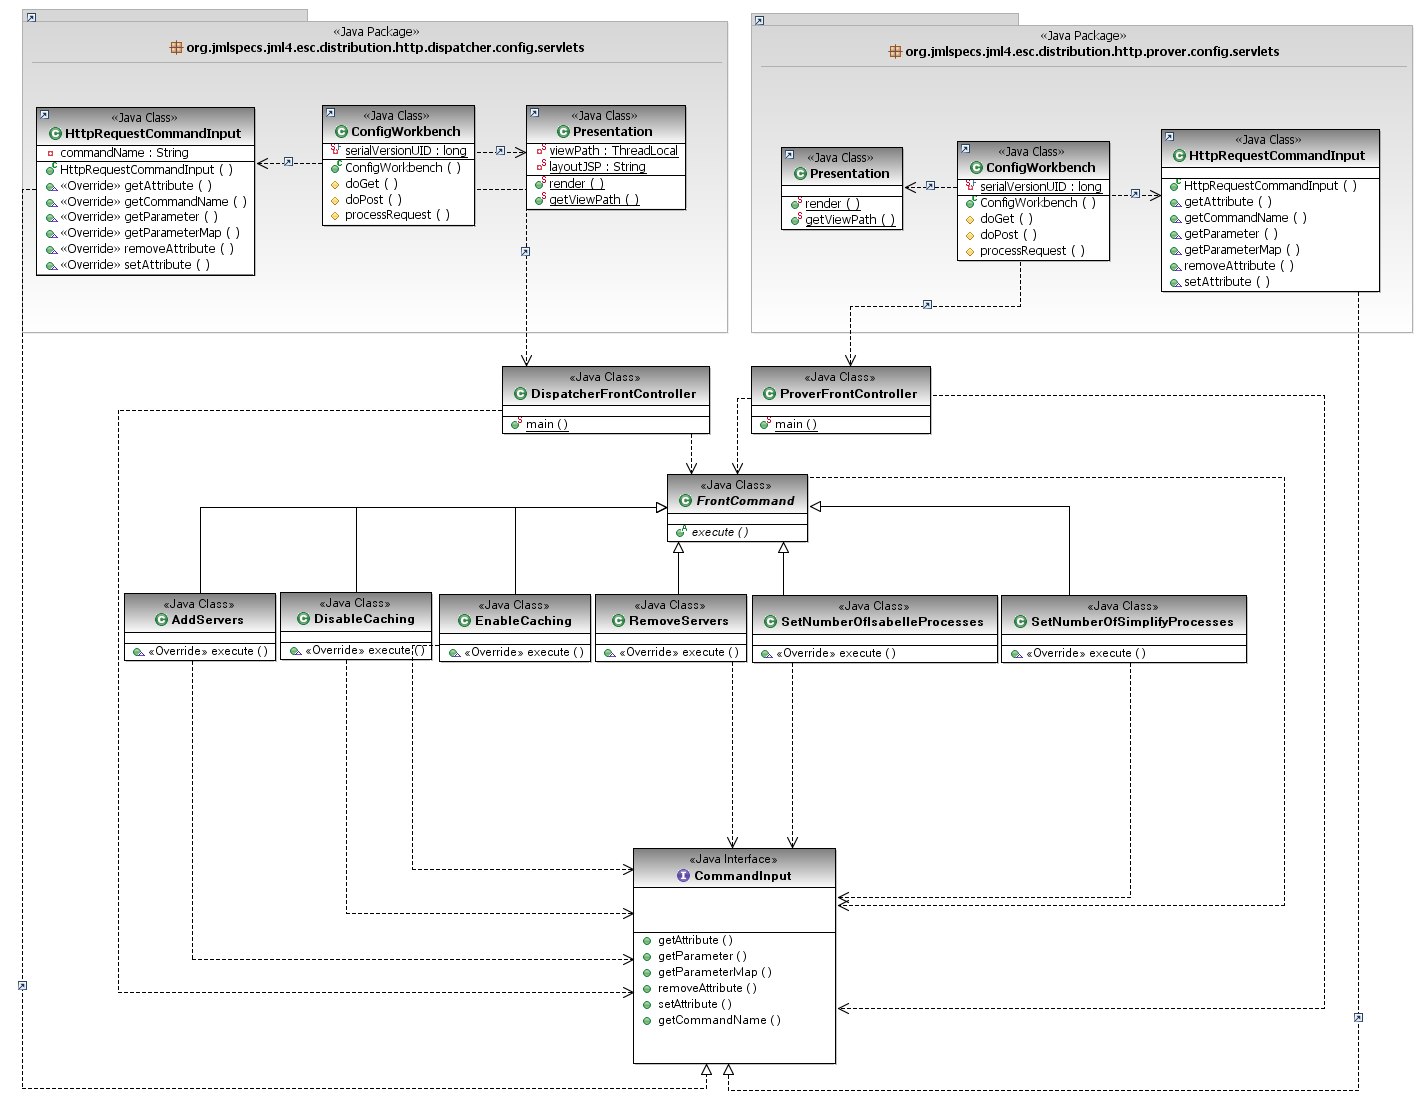 «Java Package»
org.jmlspecs.jml4.esc.distribution.http.dispatcher.config.servlets
«Java Class»
HttpRequestCommandInput
commandName : String
HttpRequestCommandInput ( )
«Override» getAttribute ( )
«Override» getCommandName ( )
«Override» getParameter ( )
«Override» getParameterMap ( )
«Override» removeAttribute ( )
«Override» setAttribute ( )
«Java Class»
ConfigWorkbench
serialVersionUID : long
ConfigWorkbench ( )
doGet ( )
doPost ( )
processRequest ( )
«Java Class»
Presentation
viewPath : ThreadLocal
layoutJSP : String
render ( )
getViewPath ( )
«Java Package»
org.jmlspecs.jml4.esc.distribution.http.prover.config.servlets
«Java Class»
Presentation
render ( )
getViewPath ( )
«Java Class»
ConfigWorkbench
serialVersionUID : long
ConfigWorkbench ( )
doGet ( )
doPost ( )
processRequest ( )
«Java Class»
HttpRequestCommandInput
HttpRequestCommandInput ( )
getAttribute ( )
getCommandName ( )
getParameter ( )
getParameterMap ( )
removeAttribute ( )
setAttribute ( )
«Java Class»
DispatcherFrontController
main ( )
«Java Class»
ProverFrontController
main ( )
«Java Class»
FrontCommand
execute ( )
«Java Class»
AddServers
«Override» execute ( )
«Java Class»
DisableCaching
«Override» execute ( )
«Java Class»
EnableCaching
«Override» execute ( )
«Java Class»
RemoveServers
«Override» execute ( )
«Java Class»
SetNumberOfIsabelleProcesses
«Override» execute ( )
«Java Class»
SetNumberOfSimplifyProcesses
«Override» execute ( )
«Java Interface»
CommandInput
getAttribute ( )
getParameter ( )
getParameterMap ( )
removeAttribute ( )
setAttribute ( )
getCommandName ( )